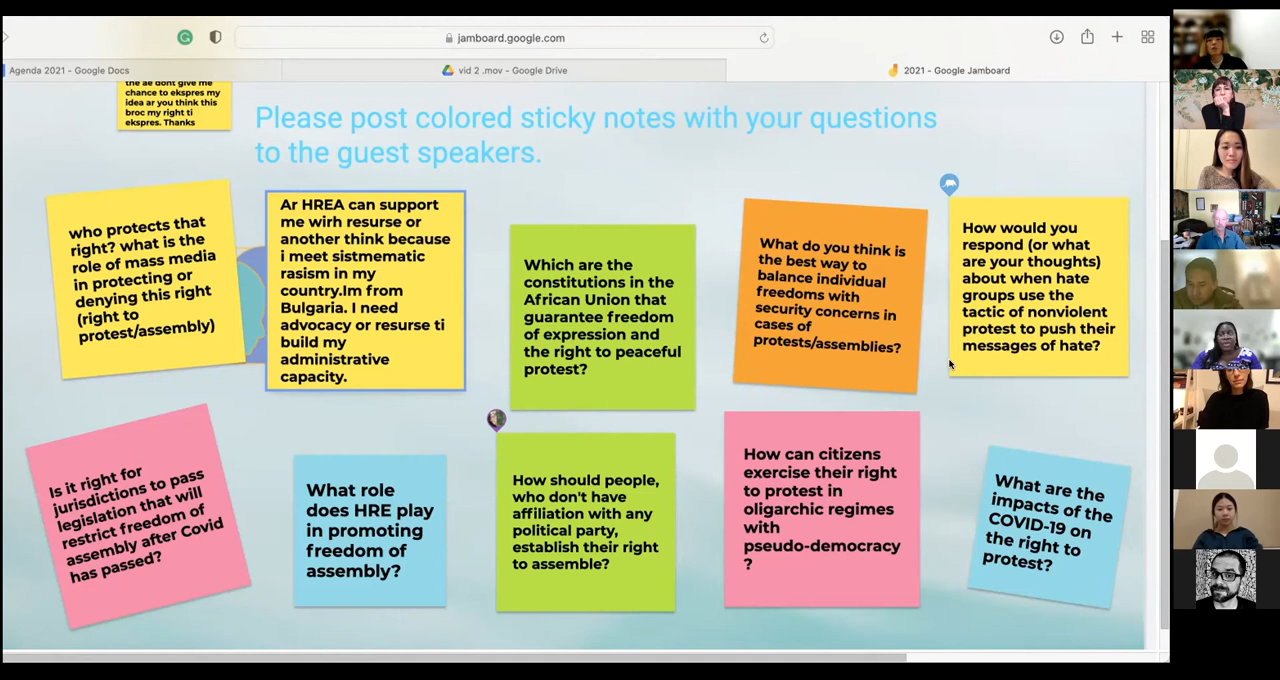 jamboard.google.com
Agenda 2021 - Google Docs
vid 2 .mov - Google Drive
2021 - Google Jamboard
the ae dont give me
chance to ekspres my
idea ar you think this
broc my right ti
ekspres. Thanks
Please post colored sticky notes with your questions
to the guest speakers.
who protects that
right? what is the
role of mass media
in protecting or
denying this right
(right to
protest/assembly)
Ar HREA can support
me wirh resurse or
another think because
i meet sistmematic
rasism in my
country.Im from
Bulgaria. I need
advocacy or resurse ti
build my
administrative
capacity.
Which are the
constitutions in the
African Union that
guarantee freedom
of expression and
the right to peaceful
protest?
What do you think is
the best way to
balance individual
freedoms with
security concerns in
cases of
protests/assemblies?
How would you
respond (or what
are your thoughts)
about when hate
groups use the
tactic of nonviolent
protest to push their
messages of hate?
Is it right for
jurisdictions to pass
legislation that will
restrict freedom of
assembly after Covid
has passed?
What role
does HRE play
in promoting
freedom of
assembly?
How should people,
who don't have
affiliation with any
political party,
establish their right
to assemble?
How can citizens
exercise their right
to protest in
oligarchic regimes
with
pseudo-democracy
?
What are the
impacts of the
COVID-19 on
the right to
protest?